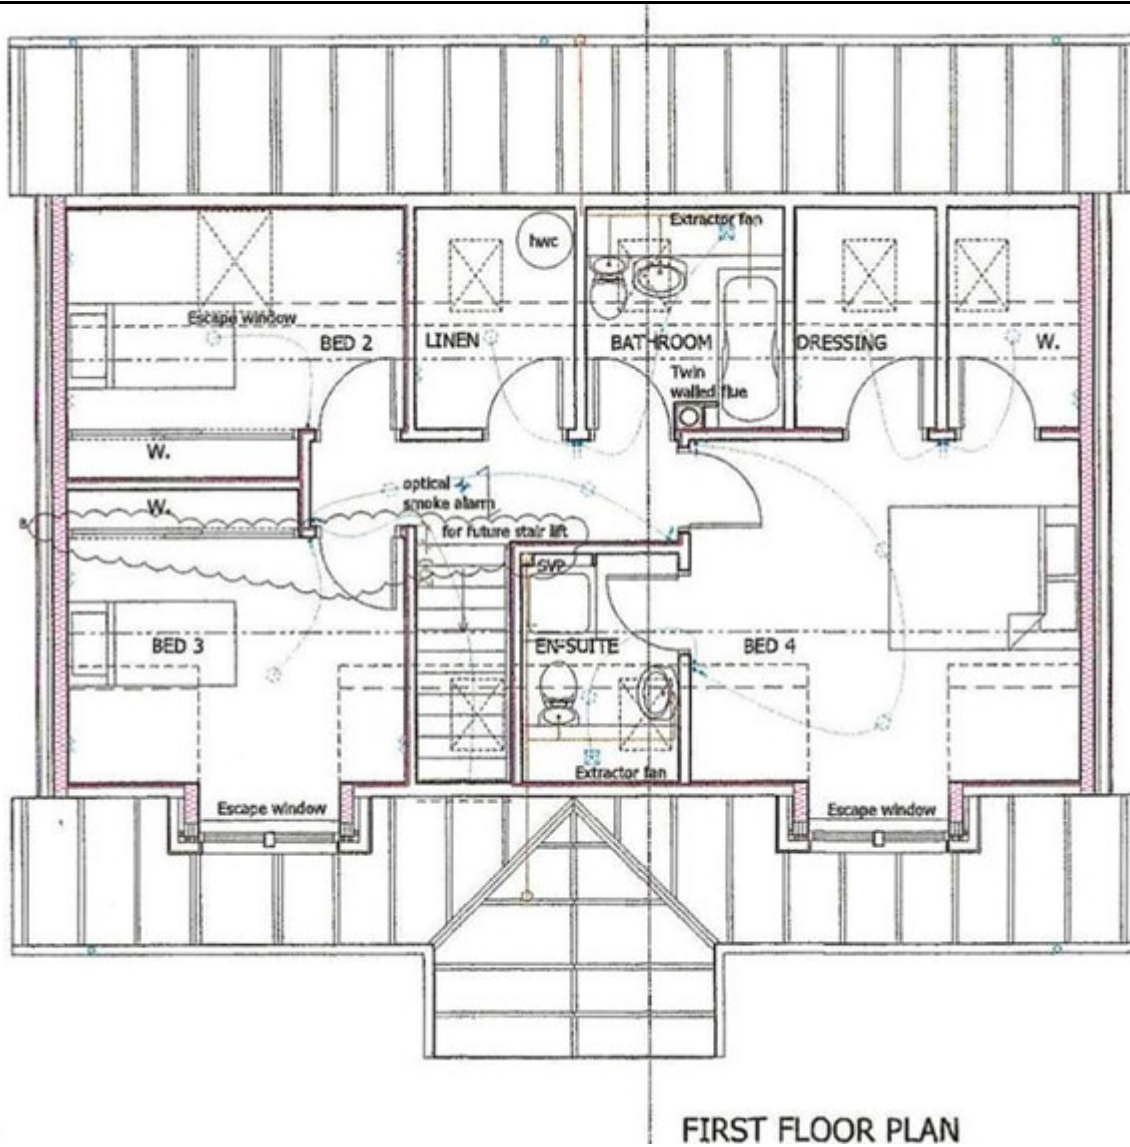 Extractor fan
hwc
Escape window
BED 2
LINEN
BATHROOM
DRESSING
W.
Twin
walled flue
W.
optical
smoke alarm
W.
for future stair lift
SVP
BED 3
EN-SUITE
BED 4
Extractor fan
Escape window
Escape window
FIRST FLOOR PLAN